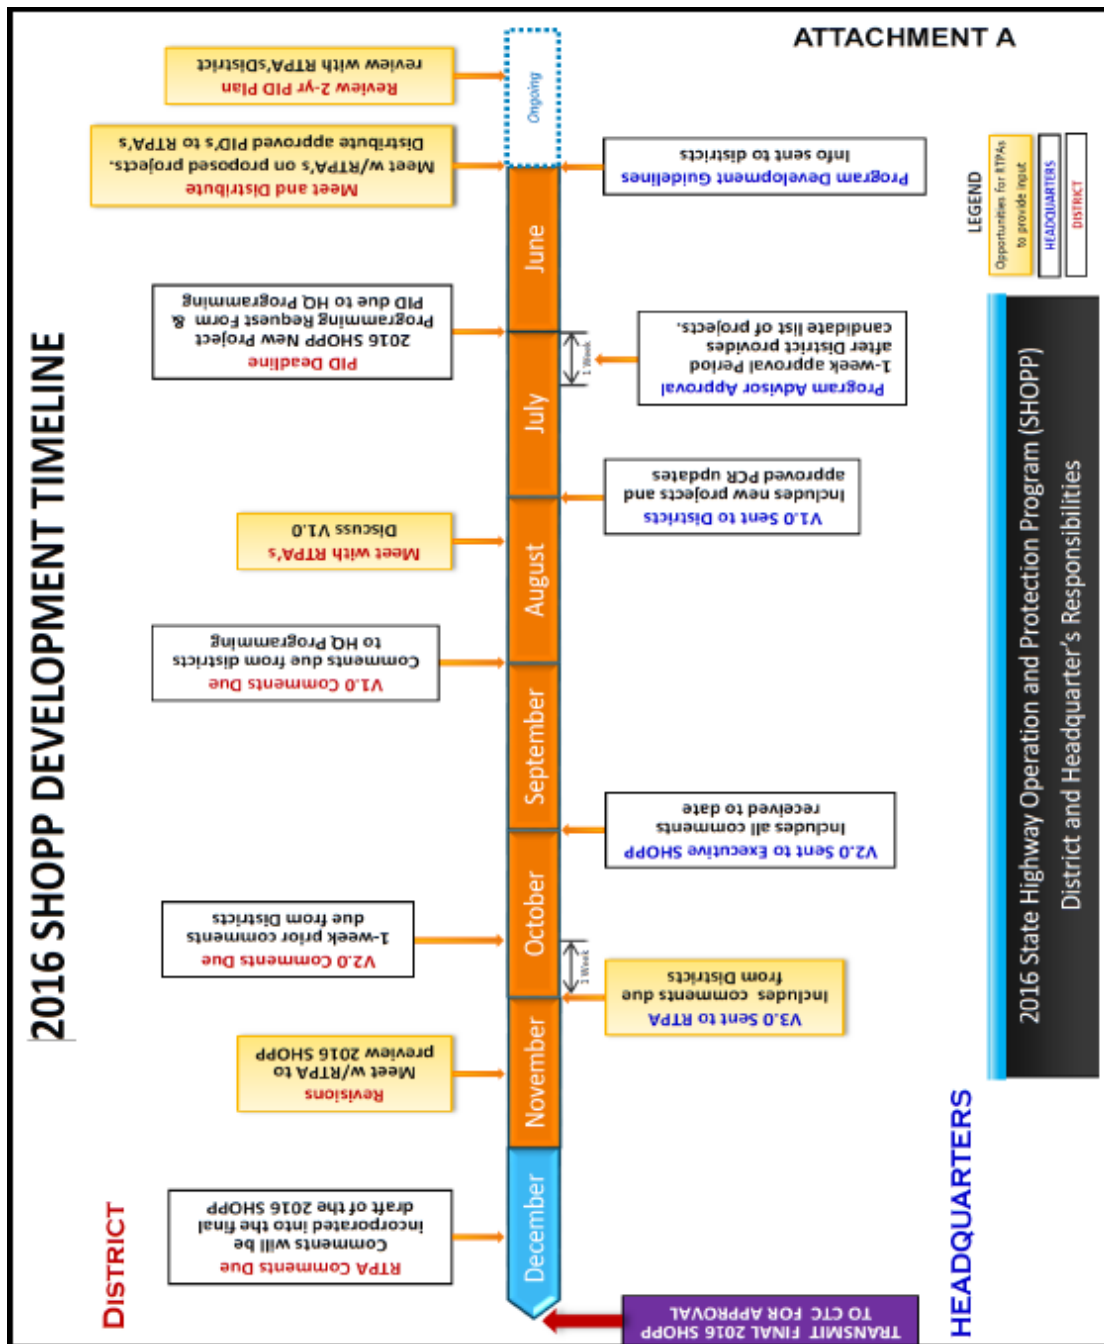 ATTACHMENT A
2016 SHOPP DEVELOPMENT TIMELINE
DISTRICT
Review 2-yr PID Plan
review with RTPA's District
Meet and Distribute
Meet w/RTPA's on proposed projects.
Distribute approved PID's to RTPA's
PID Deadline
2016 SHOPP New Project
Programming Request Form &
PID due to HQ Programming
Meet with RTPA's
Discuss V1.0
V1.0 Comments Due
Comments due from districts
to HQ Programming
V2.0 Comments Due
1-week prior comments
due from Districts
Revisions
Meet w/RTPA to
preview 2016 SHOPP
RTPA Comments Due
Comments will be
incorporated into the final
draft of the 2016 SHOPP
Ongoing
June
July
August
September
October
November
December
1 Week
1 Week
Program Development Guidelines
Info sent to districts
Program Advisor Approval
1-week approval Period
after District provides
candidate list of projects.
V1.0 Sent to Districts
Includes new projects and
approved PCR updates
V2.0 Sent to Executive SHOPP
Includes all comments
received to date
V3.0 Sent to RTPA
Includes comments due
from Districts
TRANSMIT FINAL 2016 SHOPP
TO CTC FOR APPROVAL
HEADQUARTERS
LEGEND
Opportunities for RTPAs
to provide input
HEADQUARTERS
DISTRICT
2016 State Highway Operation and Protection Program (SHOPP)
District and Headquarter's Responsibilities